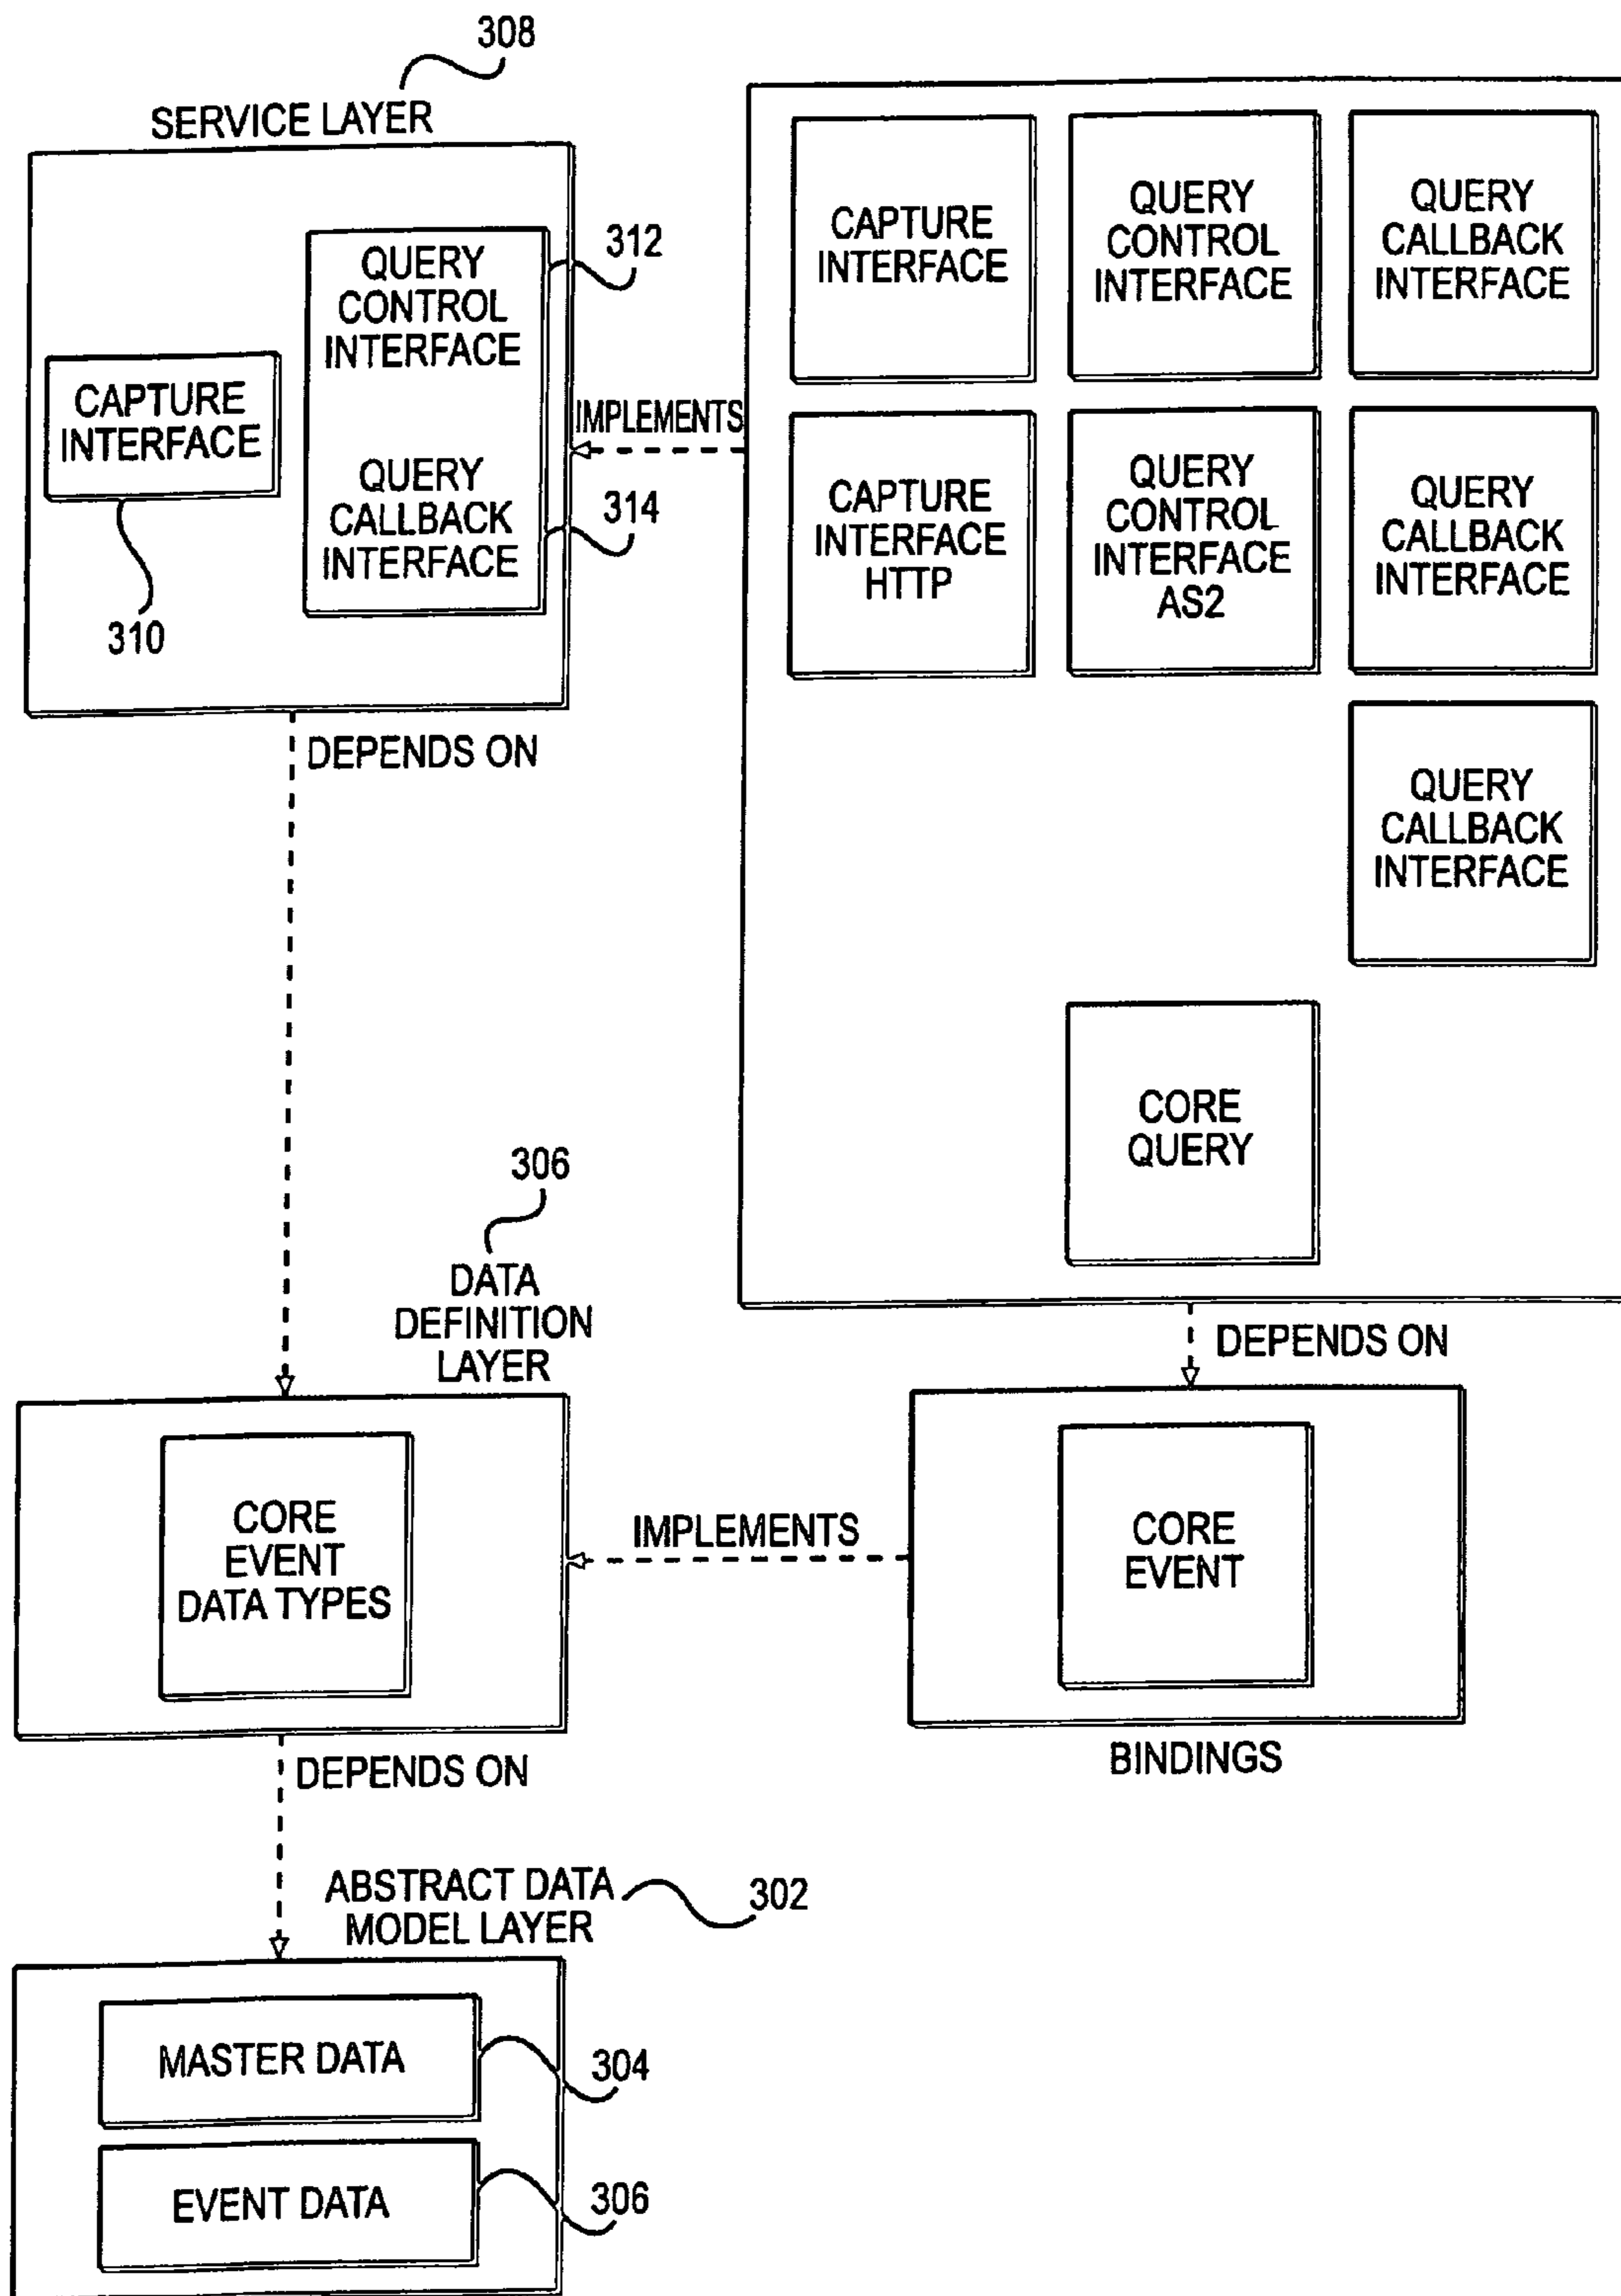 308
SERVICE LAYER
QUERY
CONTROL
INTERFACE
312
CAPTURE
INTERFACE
310
QUERY
CALLBACK
INTERFACE
314
IMPLEMENTS
CAPTURE
INTERFACE
QUERY
CONTROL
INTERFACE
QUERY
CALLBACK
INTERFACE
CAPTURE
INTERFACE
HTTP
QUERY
CONTROL
INTERFACE
AS2
QUERY
CALLBACK
INTERFACE
QUERY
CALLBACK
INTERFACE
CORE
QUERY
DEPENDS ON
DEPENDS ON
306
DATA
DEFINITION
LAYER
CORE
EVENT
DATA TYPES
IMPLEMENTS
CORE
EVENT
BINDINGS
DEPENDS ON
ABSTRACT DATA
MODEL LAYER
302
MASTER DATA
304
EVENT DATA
306